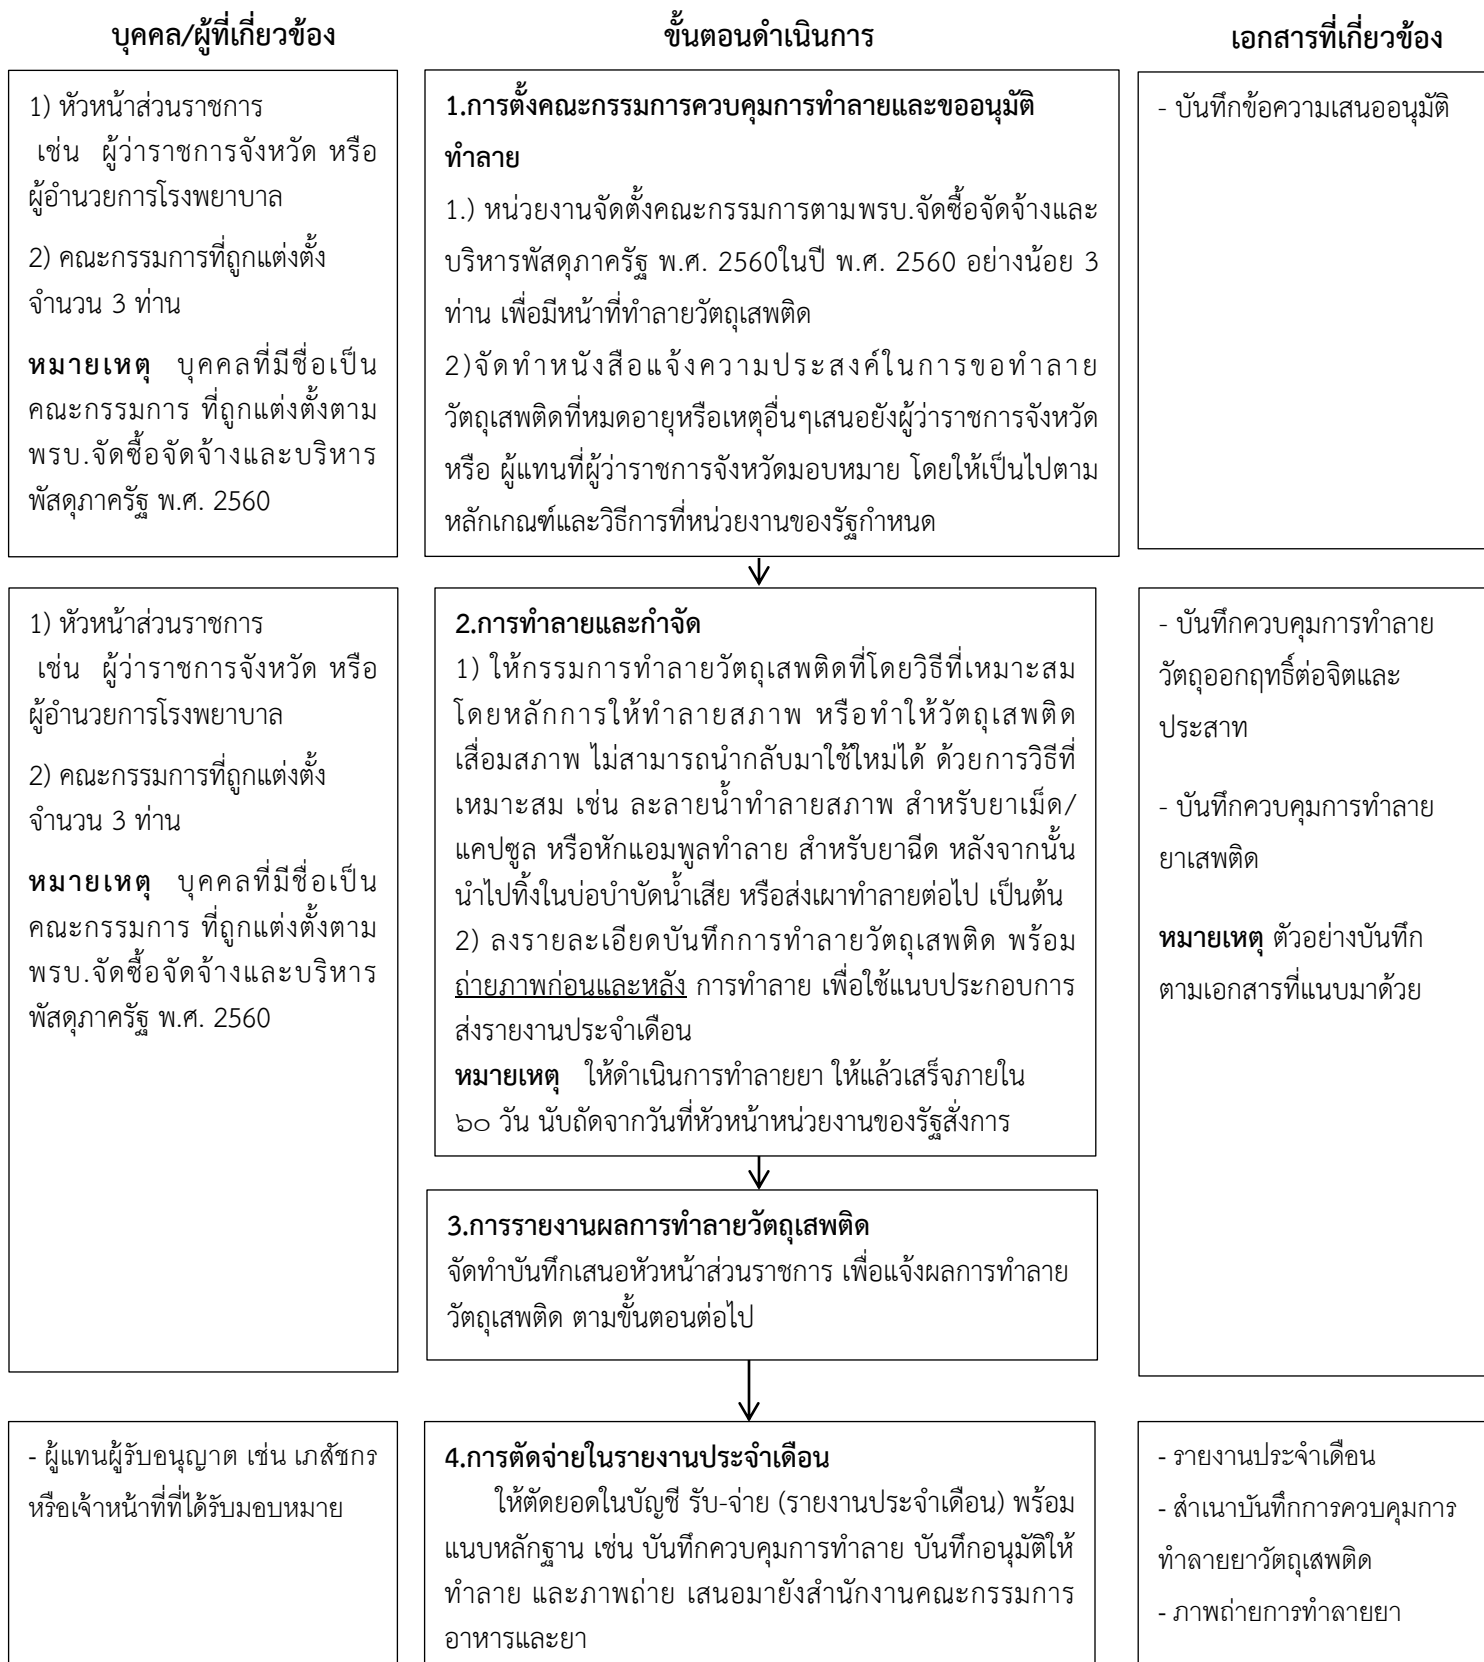 บุคคล/ผู้ที่เกี่ยวข้อง
ขั้นตอนดำเนินการ
เอกสารที่เกี่ยวข้อง
1) หัวหน้าส่วนราชการ
เช่น ผู้ว่าราชการจังหวัด หรือ
ผู้อำนวยการโรงพยาบาล
2) คณะกรรมการที่ถูกแต่งตั้ง
จำนวน 3 ท่าน
หมายเหตุ บุคคลที่มีชื่อเป็น
คณะกรรมการ ที่ถูกแต่งตั้งตาม
พรบ.จัดซื้อจัดจ้างและบริหาร
พัสดุภาครัฐ พ.ศ. 2560
1.การตั้งคณะกรรมการควบคุมการทำลายและขออนุมัติ
ทำลาย
1.) หน่วยงานจัดตั้งคณะกรรมการตามพรบ.จัดซื้อจัดจ้างและ
บริหารพัสดุภาครัฐ พ.ศ. 2560ในปี พ.ศ. 2560 อย่างน้อย 3
ท่าน เพื่อมีหน้าที่ทำลายวัตถุเสพติด
2)จัดทำหนังสือแจ้งความประสงค์ในการขอทำลาย
วัตถุเสพติดที่หมดอายุหรือเหตุอื่นๆเสนอยังผู้ว่าราชการจังหวัด
หรือ ผู้แทนที่ผู้ว่าราชการจังหวัดมอบหมาย โดยให้เป็นไปตาม
หลักเกณฑ์และวิธีการที่หน่วยงานของรัฐกำหนด
- บันทึกข้อความเสนออนุมัติ
1) หัวหน้าส่วนราชการ
เช่น ผู้ว่าราชการจังหวัด หรือ
ผู้อำนวยการโรงพยาบาล
2) คณะกรรมการที่ถูกแต่งตั้ง
จำนวน 3 ท่าน
หมายเหตุ บุคคลที่มีชื่อเป็น
คณะกรรมการ ที่ถูกแต่งตั้งตาม
พรบ.จัดซื้อจัดจ้างและบริหาร
พัสดุภาครัฐ พ.ศ. 2560
2.การทำลายและกำจัด
1) ให้กรรมการทำลายวัตถุเสพติดที่โดยวิธีที่เหมาะสม
โดยหลักการให้ทำลายสภาพ หรือทำให้วัตถุเสพติด
เสื่อมสภาพ ไม่สามารถนำกลับมาใช้ใหม่ได้ ด้วยการวิธีที่
เหมาะสม เช่น ละลายน้ำทำลายสภาพ สำหรับยาเม็ด/
แคปซูล หรือหักแอมพูลทำลาย สำหรับยาฉีด หลังจากนั้น
นำไปทิ้งในบ่อบำบัดน้ำเสีย หรือส่งเผาทำลายต่อไป เป็นต้น
2) ลงรายละเอียดบันทึกการทำลายวัตถุเสพติด พร้อม
ถ่ายภาพก่อนและหลัง การทำลาย เพื่อใช้แนบประกอบการ
ส่งรายงานประจำเดือน
หมายเหตุ ให้ดำเนินการทำลายยา ให้แล้วเสร็จภายใน
๖๐ วัน นับถัดจากวันที่หัวหน้าหน่วยงานของรัฐสั่งการ
- บันทึกควบคุมการทำลาย
วัตถุออกฤทธิ์ต่อจิตและ
ประสาท
- บันทึกควบคุมการทำลาย
ยาเสพติด
หมายเหตุ ตัวอย่างบันทึก
ตามเอกสารที่แนบมาด้วย
3.การรายงานผลการทำลายวัตถุเสพติด
จัดทำบันทึกเสนอหัวหน้าส่วนราชการ เพื่อแจ้งผลการทำลาย
วัตถุเสพติด ตามขั้นตอนต่อไป
- ผู้แทนผู้รับอนุญาต เช่น เภสัชกร
หรือเจ้าหน้าที่ที่ได้รับมอบหมาย
4.การตัดจ่ายในรายงานประจำเดือน
ให้ตัดยอดในบัญชี รับ-จ่าย (รายงานประจำเดือน) พร้อม
แนบหลักฐาน เช่น บันทึกควบคุมการทำลาย บันทึกอนุมัติให้
ทำลาย และภาพถ่าย เสนอมายังสำนักงานคณะกรรมการ
อาหารและยา
- รายงานประจำเดือน
- สำเนาบันทึกการควบคุมการ
ทำลายยาวัตถุเสพติด
- ภาพถ่ายการทำลายยา